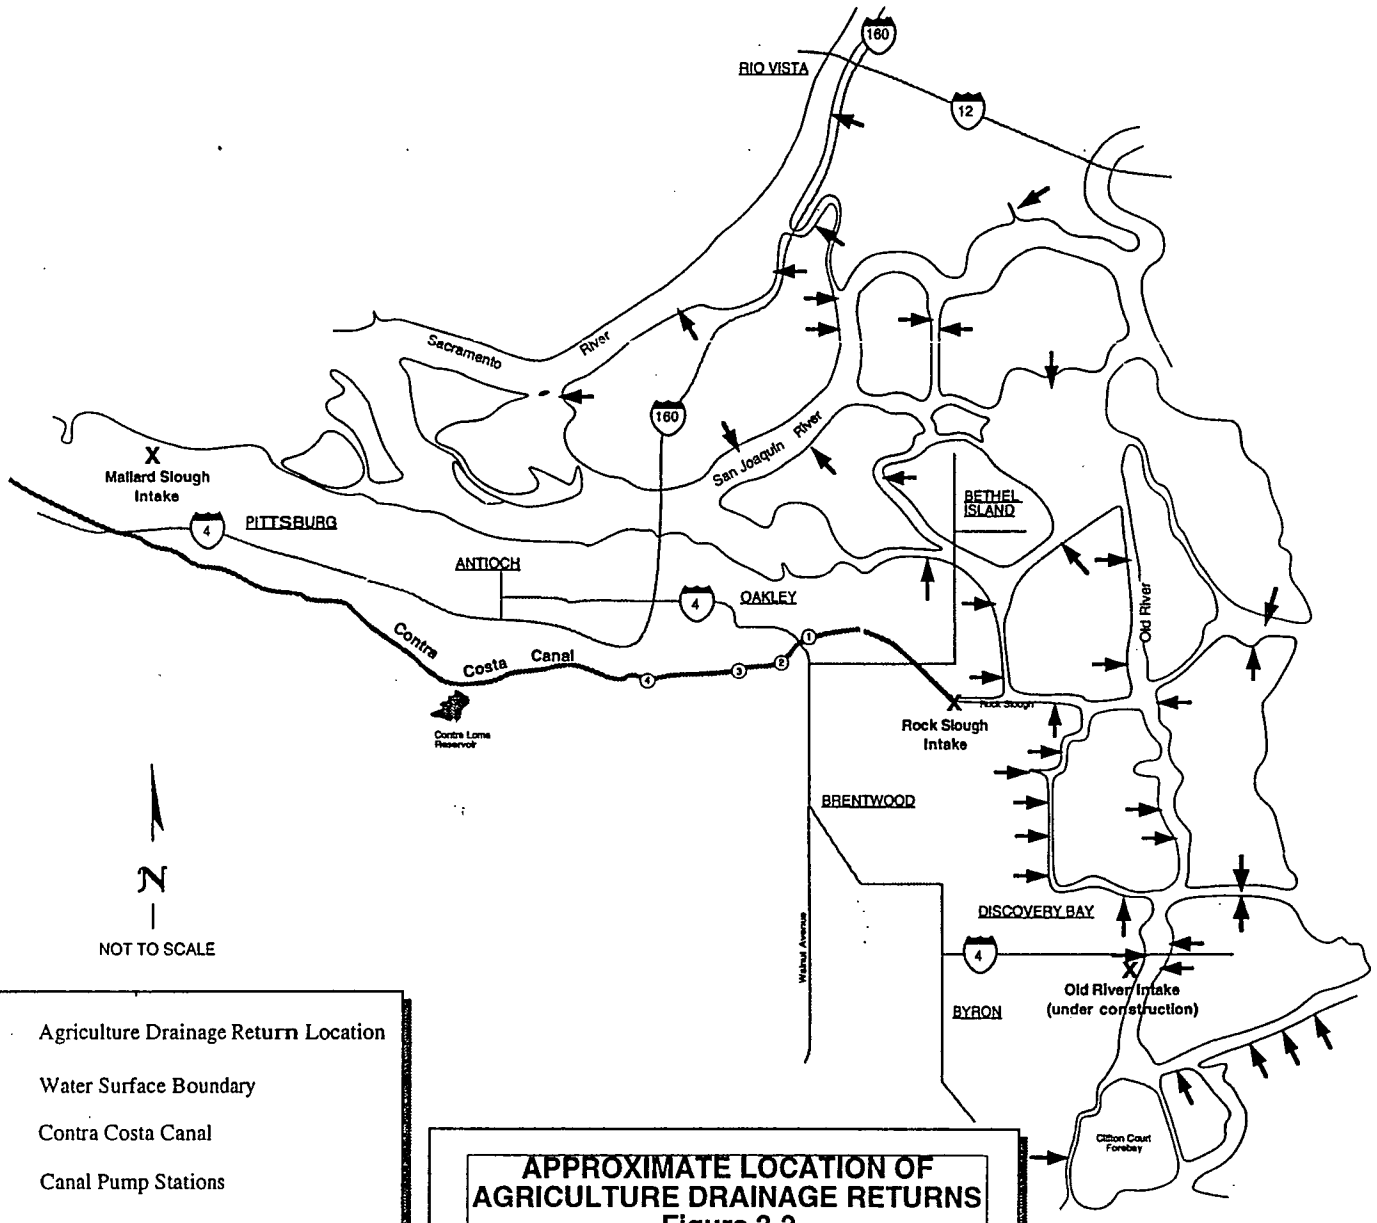 160
RIO VISTA
12
Sacramento
River
160
San Joaquin River
X
Mallard Slough
Intake
4
PITTSBURG
BETHEL
ISLAND
ANTIOCH
4
OAKLEY
Old River
Contra
Costa
Canal
1
2
3
4
Contra Loma
Reservoir
X
Rock Slough
Rock Slough
Intake
BRENTWOOD
N
NOT TO SCALE
Walnut Avenue
DISCOVERY BAY
4
X
Old River Intake
(under construction)
BYRON
Clifton Court
Forebay
Agriculture Drainage Return Location
Water Surface Boundary
Contra Costa Canal
Canal Pump Stations
APPROXIMATE LOCATION OF
AGRICULTURE DRAINAGE RETURNS